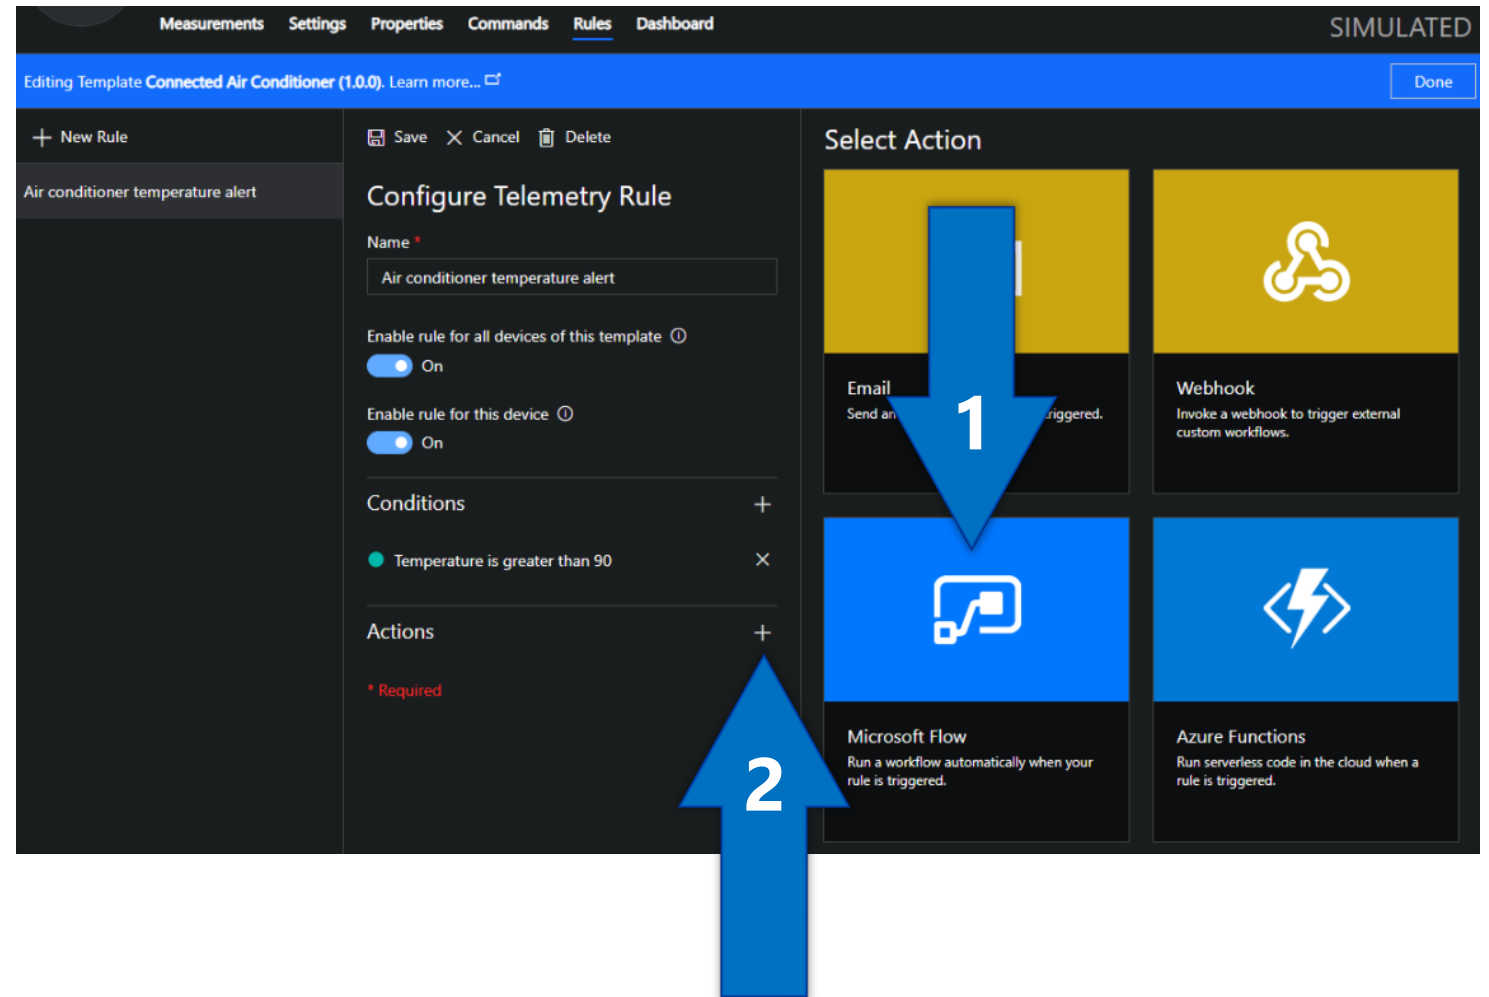 Measurements Settings Properties Commands Rules Dashboard
SIMULATED
Editing Template Connected Air Conditioner (1.0.0). Learn more...
Done
New Rule
Air conditioner temperature alert
Save Cancel Delete
Configure Telemetry Rule
Name *
Air conditioner temperature alert
Enable rule for all devices of this template
On
Enable rule for this device
On
Conditions
Temperature is greater than 90
Actions
* Required
Select Action
Email
Send
Webhook
Invoke a webhook to trigger external
custom workflows.
Microsoft Flow
Run a workflow automatically when your
rule is triggered.
Azure Functions
Run serverless code in the cloud when a
rule is triggered.
1
2